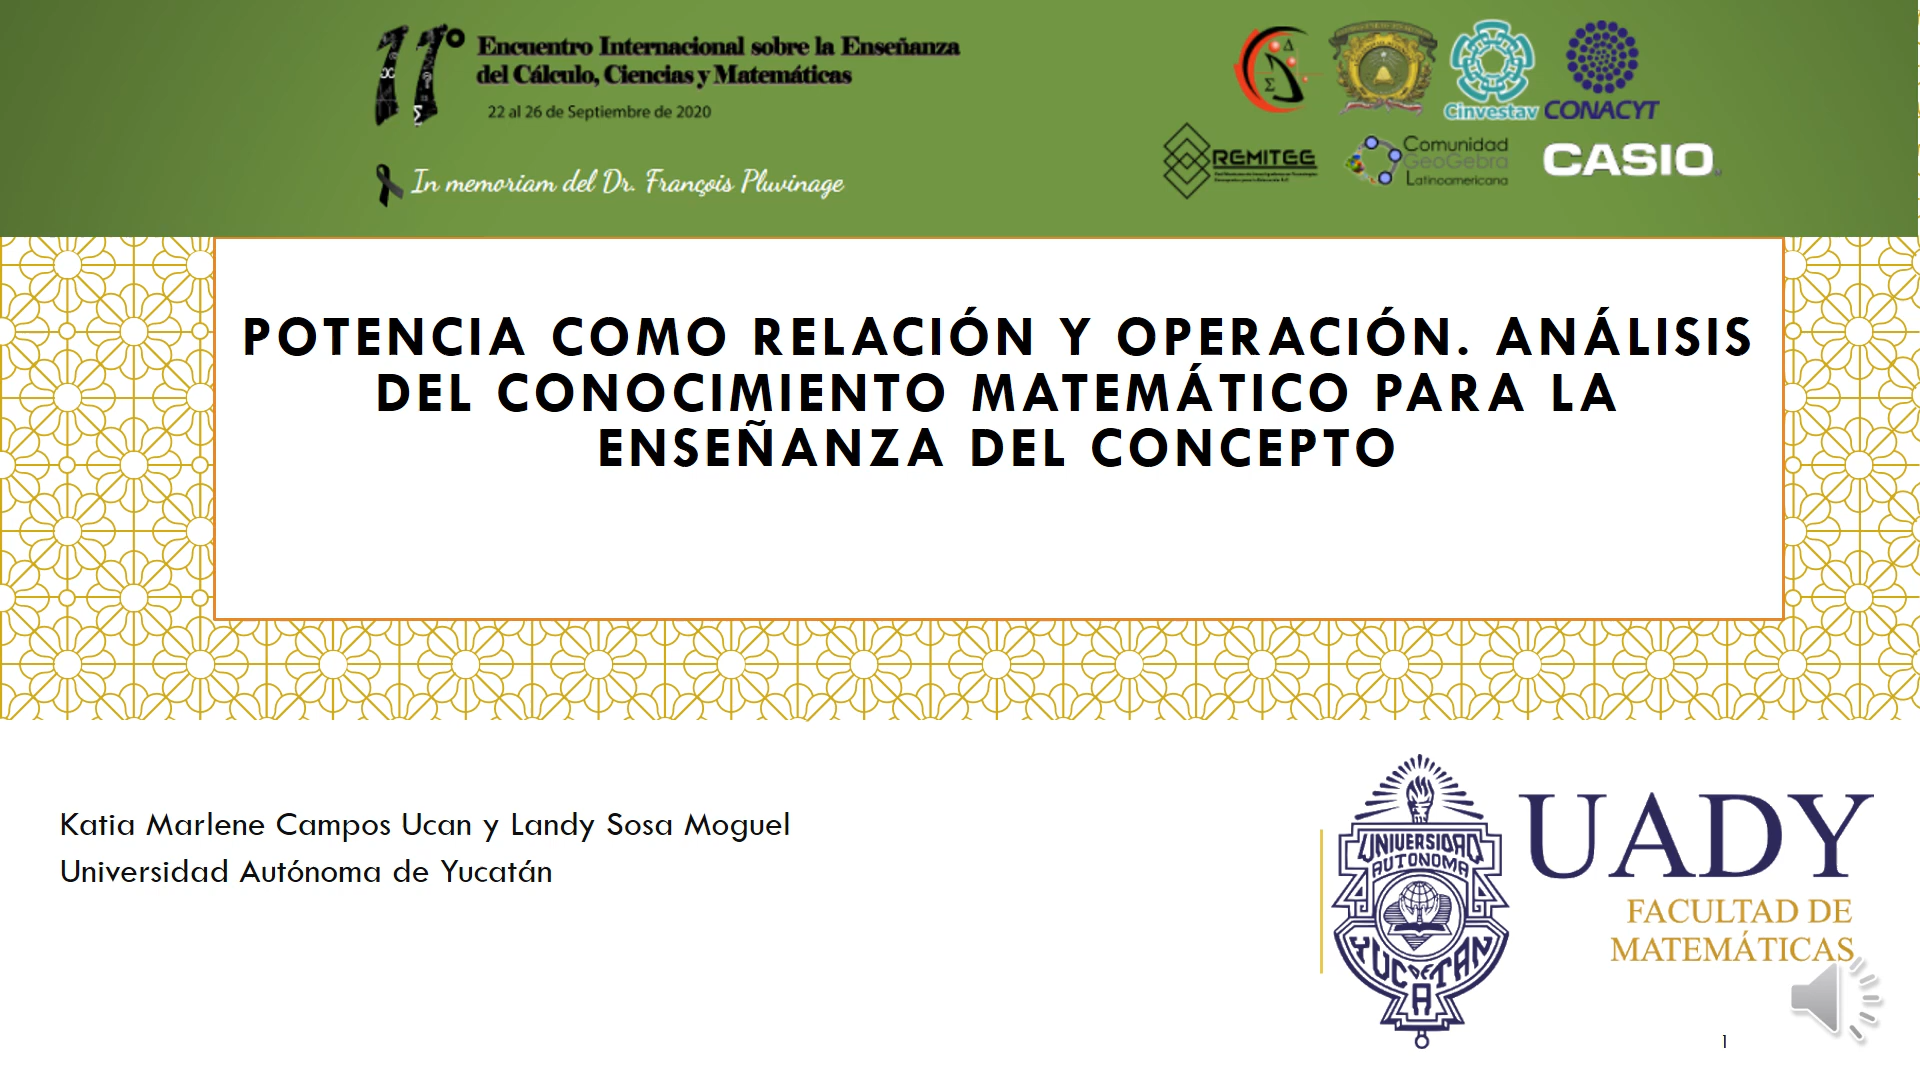 11° Encuentro Internacional sobre la Enseñanza
del Cálculo, Ciencias y Matemáticas
22 al 26 de Septiembre de 2020
In memoriam del Dr. François Pluvinage
Cinvestav
CONACYT
REMITEE
Comunidad
GeoGebra
Latinoamericana
CASIO
POTENCIA COMO RELACIÓN Y OPERACIÓN. ANÁLISIS
DEL CONOCIMIENTO MATEMÁTICO PARA LA
ENSEÑANZA DEL CONCEPTO
Katia Marlene Campos Ucan y Landy Sosa Moguel
Universidad Autónoma de Yucatán
UNIVERSIDAD
AUTONOMA
DE
YUCATAN
UADY
FACULTAD DE
MATEMÁTICAS
1